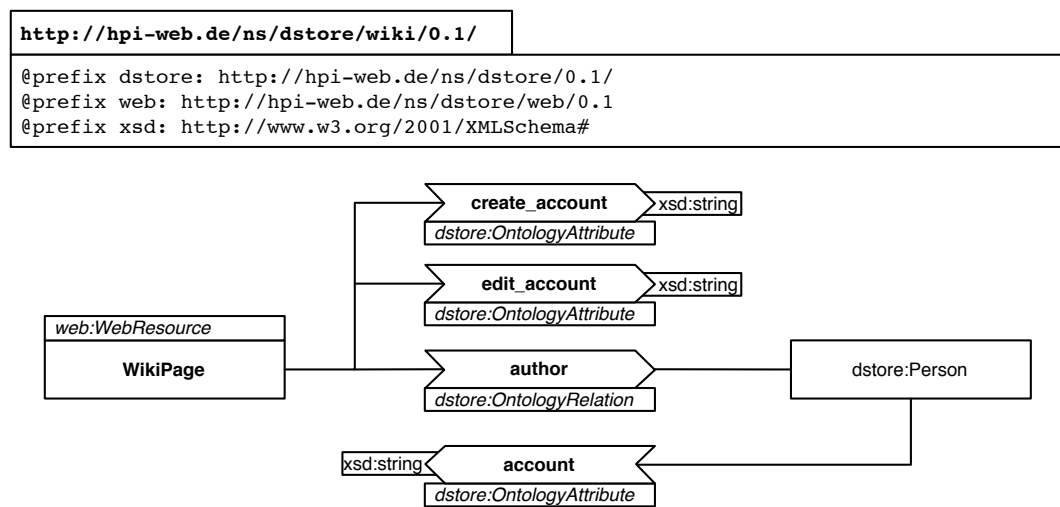 http://hpi-web.de/ns/dstore/wiki/0.1/
@prefix dstore: http://hpi-web.de/ns/dstore/0.1/
@prefix web: http://hpi-web.de/ns/dstore/web/0.1
@prefix xsd: http://www.w3.org/2001/XMLSchema#
create_account
xsd:string
dstore:OntologyAttribute
edit_account
xsd:string
dstore:OntologyAttribute
web:WebResource
WikiPage
author
dstore:OntologyRelation
dstore:Person
xsd:string
account
dstore:OntologyAttribute